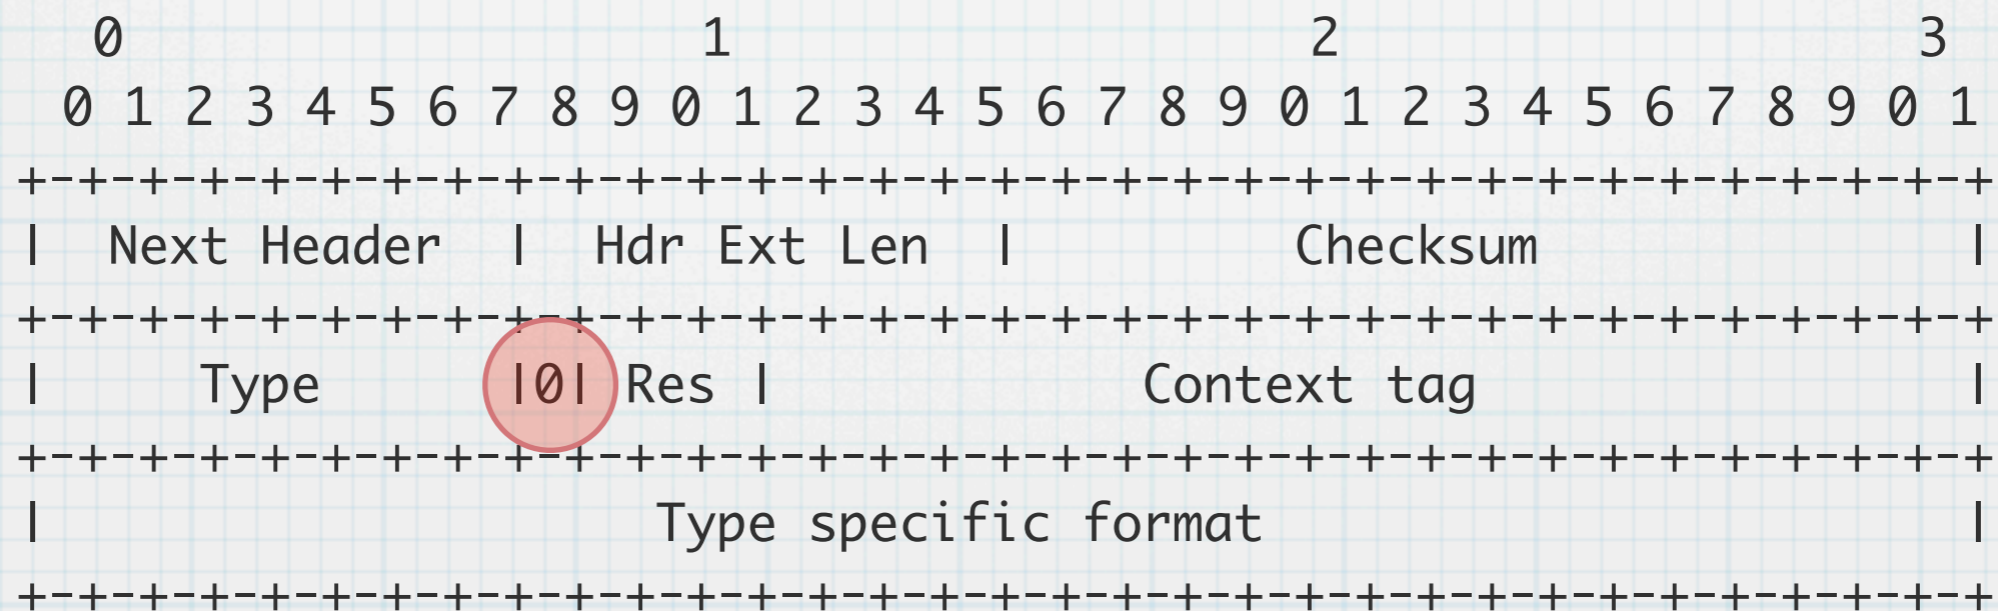 0                   1                   2                   3
 0 1 2 3 4 5 6 7 8 9 0 1 2 3 4 5 6 7 8 9 0 1 2 3 4 5 6 7 8 9 0 1
+-+-+-+-+-+-+-+-+-+-+-+-+-+-+-+-+-+-+-+-+-+-+-+-+-+-+-+-+-+-+-+-+
|  Next Header  |  Hdr Ext Len  |         Checksum              |
+-+-+-+-+-+-+-+-+-+-+-+-+-+-+-+-+-+-+-+-+-+-+-+-+-+-+-+-+-+-+-+-+
|     Type      |0| Res |            Context tag                |
+-+-+-+-+-+-+-+-+-+-+-+-+-+-+-+-+-+-+-+-+-+-+-+-+-+-+-+-+-+-+-+-+
|                    Type specific format                       |
+-+-+-+-+-+-+-+-+-+-+-+-+-+-+-+-+-+-+-+-+-+-+-+-+-+-+-+-+-+-+-+-+